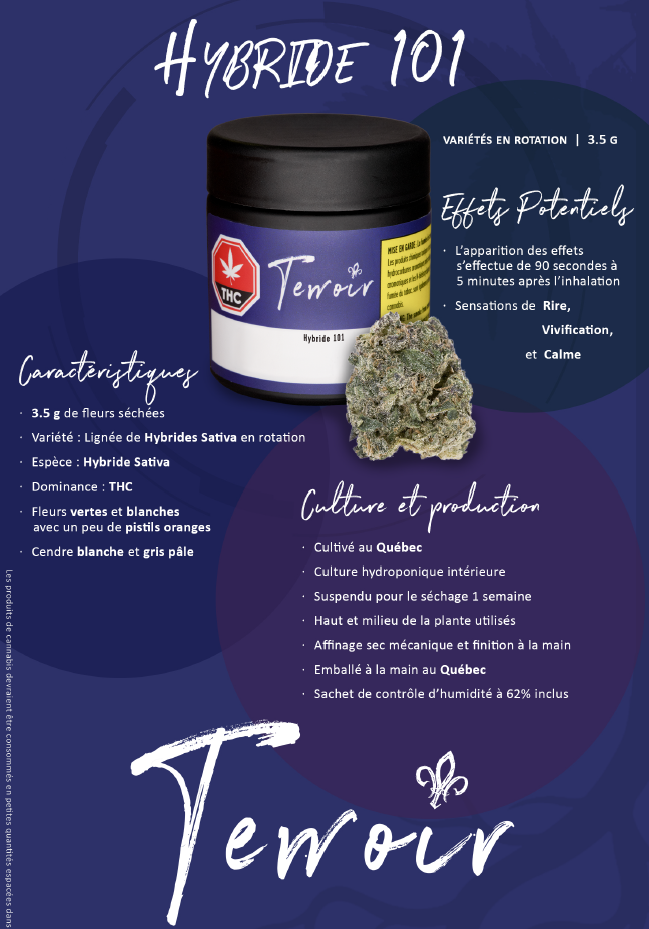 HYBRIDE 101
VARIÉTÉS EN ROTATION | 3.5 G
Effets Potentiels
· L'apparition des effets
s'effectue de 90 secondes à
5 minutes après l'inhalation
· Sensations de Rire,
Vivification,
et Calme
THC
Terroir
MISE EN GARDE
Hybride 101
Caractéristiques
· 3.5 g de fleurs séchées
· Variété : Lignée de Hybrides Sativa en rotation
· Espèce : Hybride Sativa
· Dominance : THC
· Fleurs vertes et blanches
avec un peu de pistils oranges
· Cendre blanche et gris pâle
Culture et production
· Cultivé au Québec
· Culture hydroponique intérieure
· Suspendu pour le séchage 1 semaine
· Haut et milieu de la plante utilisés
· Affinage sec mécanique et finition à la main
· Emballé à la main au Québec
· Sachet de contrôle d'humidité à 62% inclus
Les produits de cannabis devraient être consommés en petites quantités espacées dans
Terroir